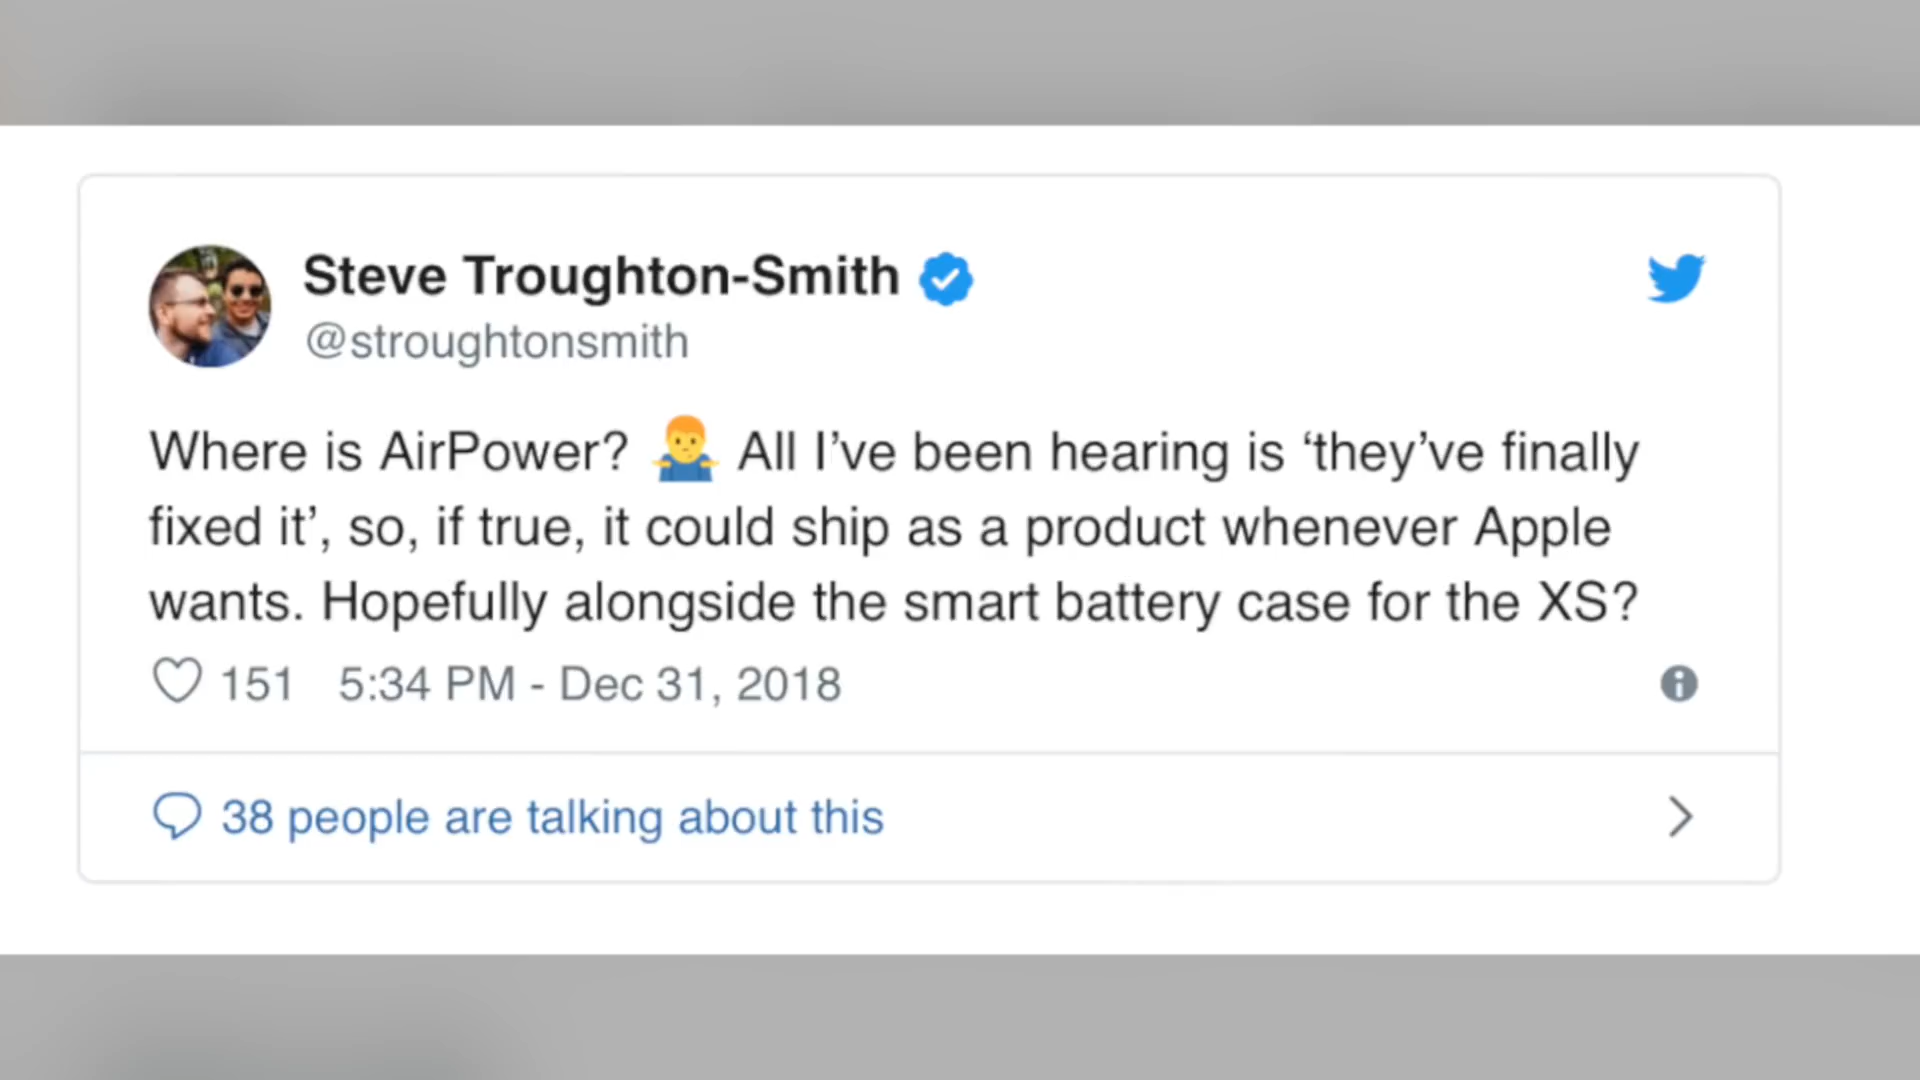 Steve Troughton-Smith
@stroughtonsmith
Where is AirPower? 🤷‍♂️ All I’ve been hearing is ‘they’ve finally
fixed it’, so, if true, it could ship as a product whenever Apple
wants. Hopefully alongside the smart battery case for the XS?
151 5:34 PM - Dec 31, 2018
38 people are talking about this